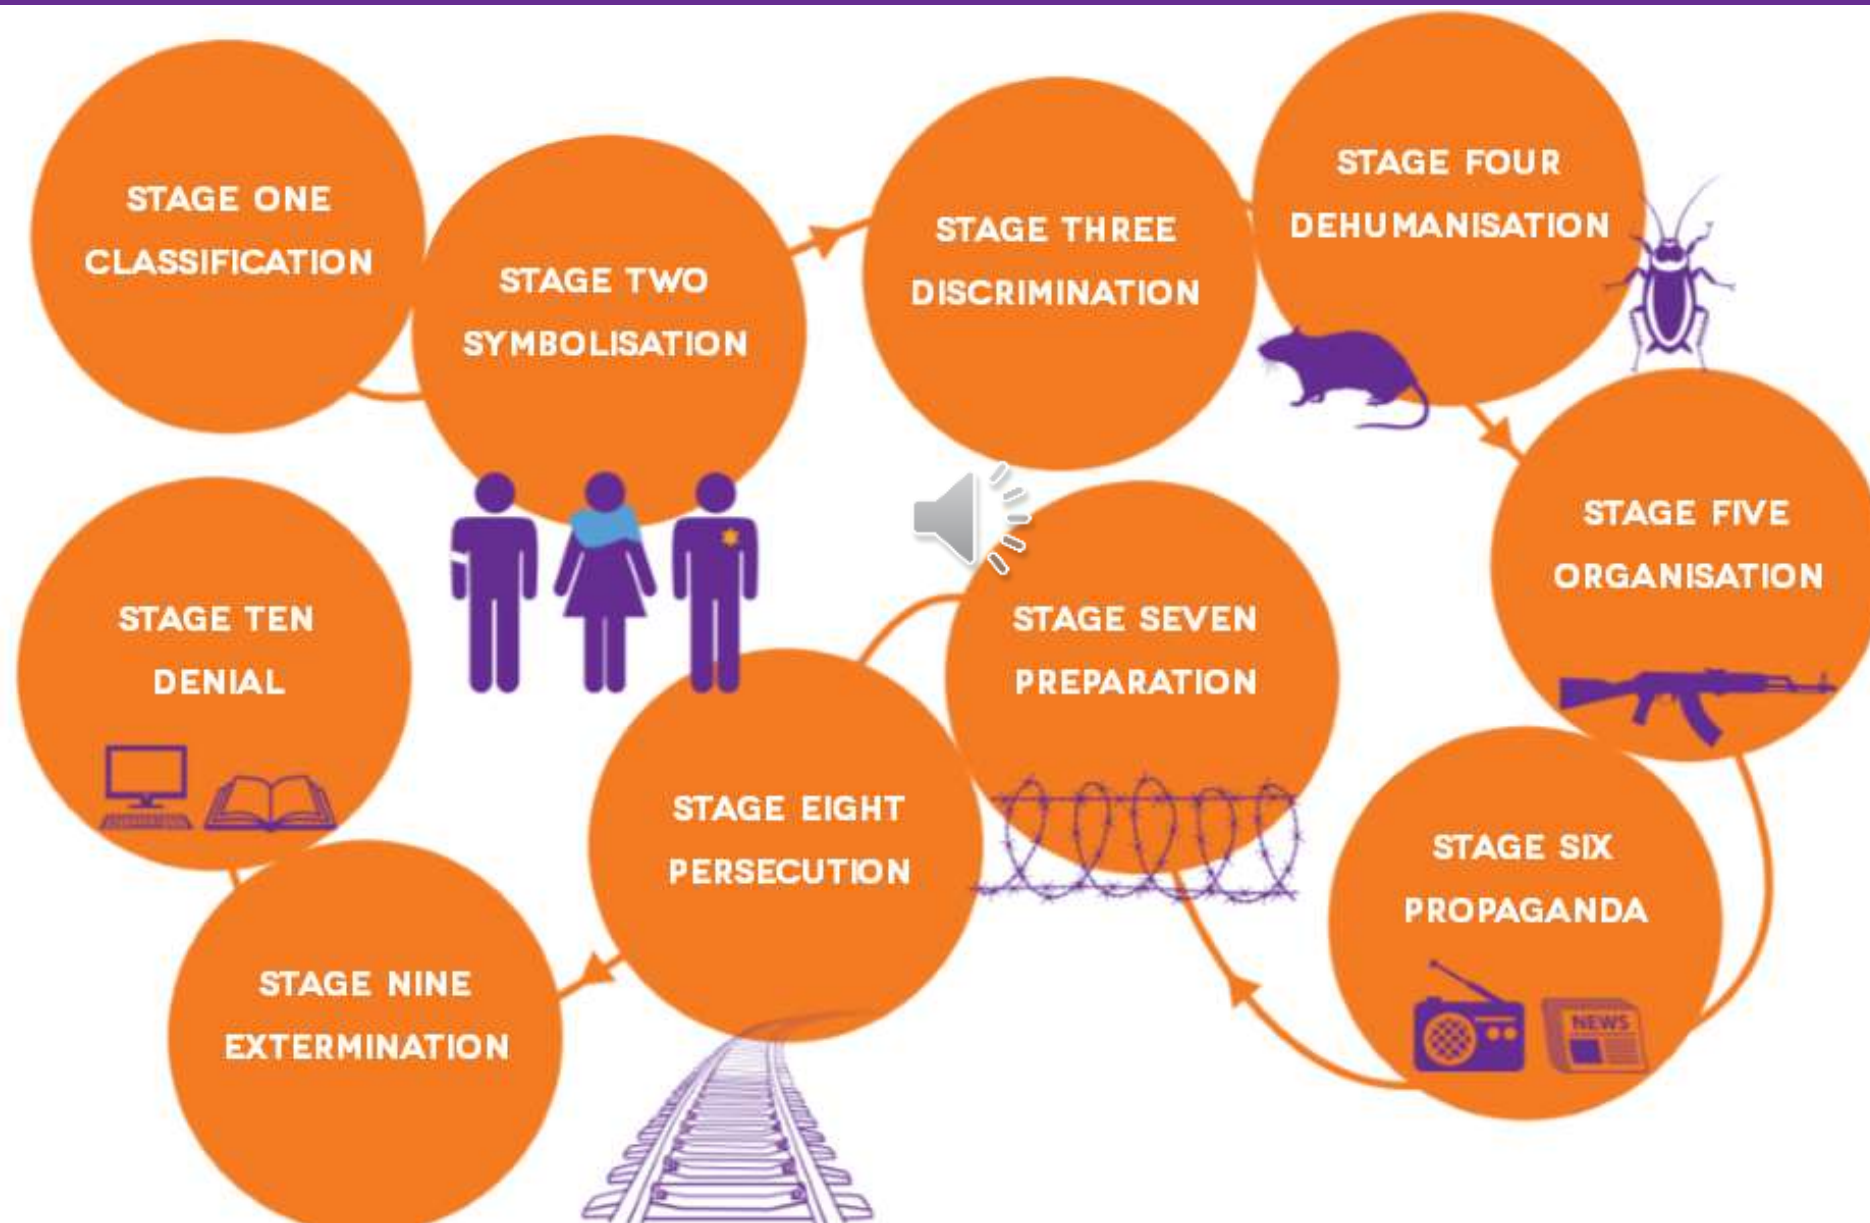 STAGE ONE
CLASSIFICATION
STAGE TWO
SYMBOLISATION
STAGE THREE
DISCRIMINATION
STAGE FOUR
DEHUMANISATION
STAGE FIVE
ORGANISATION
STAGE SIX
PROPAGANDA
NEWS
STAGE SEVEN
PREPARATION
STAGE EIGHT
PERSECUTION
STAGE NINE
EXTERMINATION
STAGE TEN
DENIAL